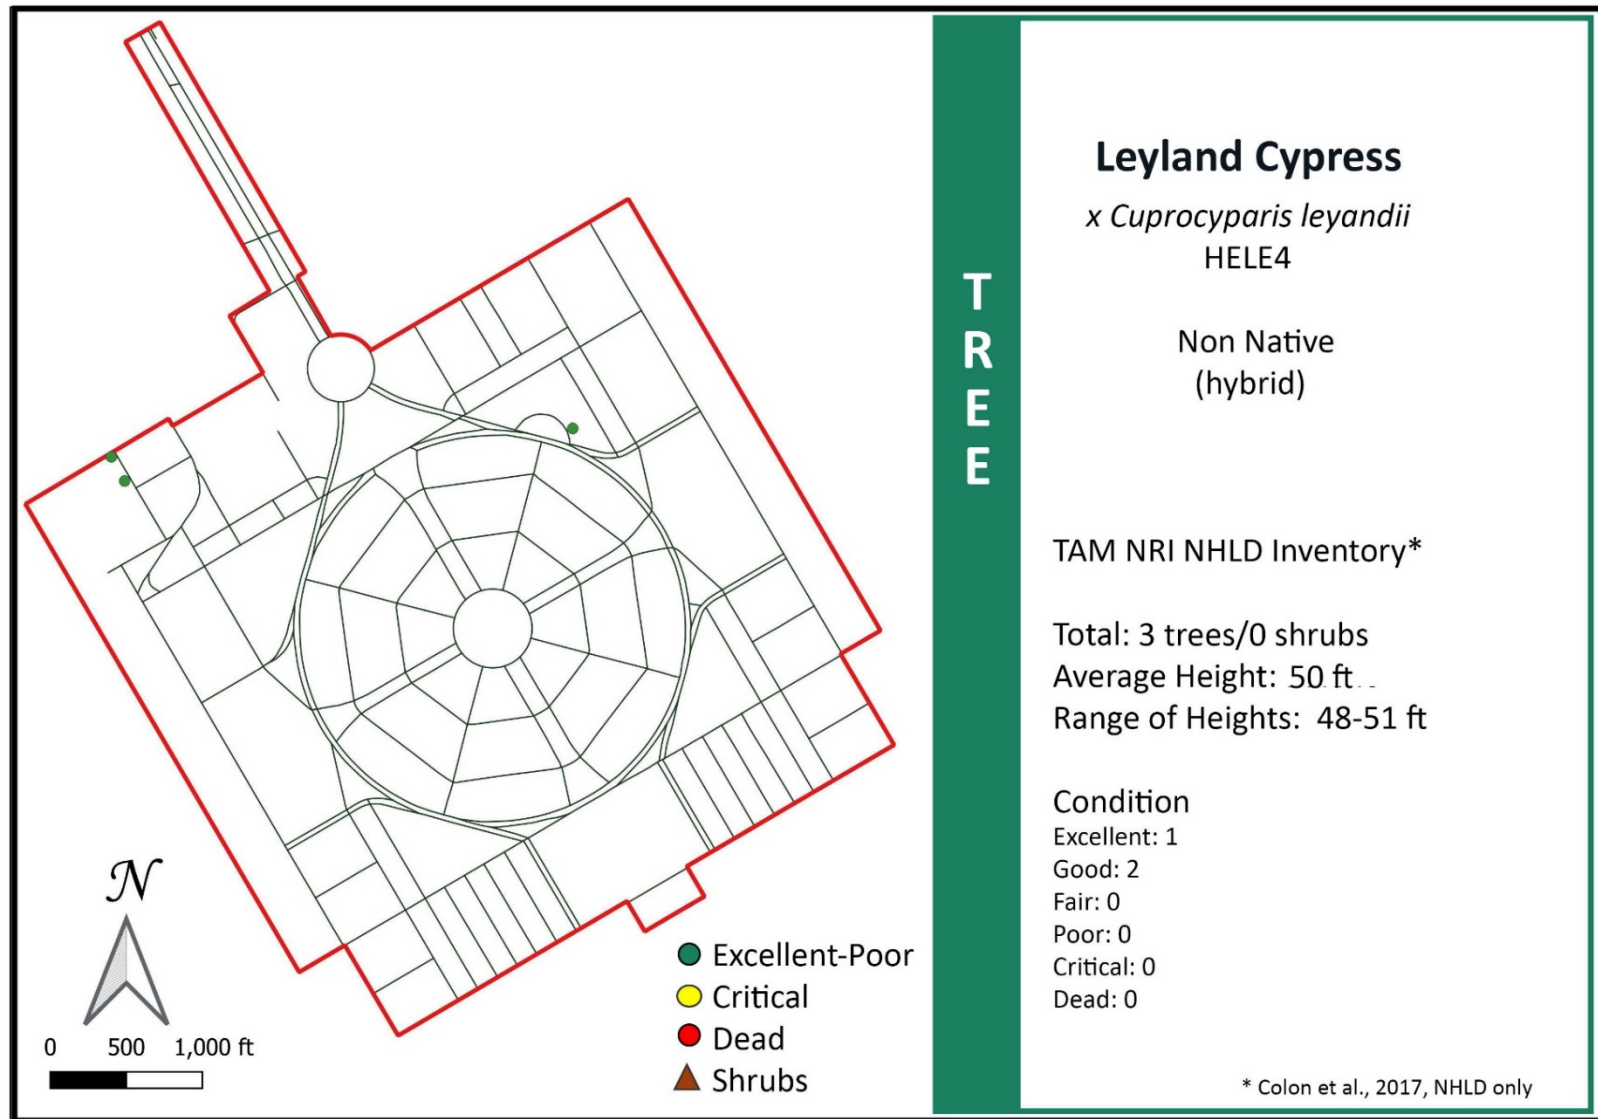 TREE
Leyland Cypress
x Cuprocyparis leyandii
HELE4
Non Native
(hybrid)
TAM NRI NHLD Inventory*
Total: 3 trees/0 shrubs
Average Height: 50 ft
Range of Heights: 48-51 ft
Condition
Excellent: 1
Good: 2
Fair: 0
Poor: 0
Critical: 0
Dead: 0
* Colon et al., 2017, NHLD only
N
0 500 1,000 ft
Excellent-Poor
Critical
Dead
Shrubs